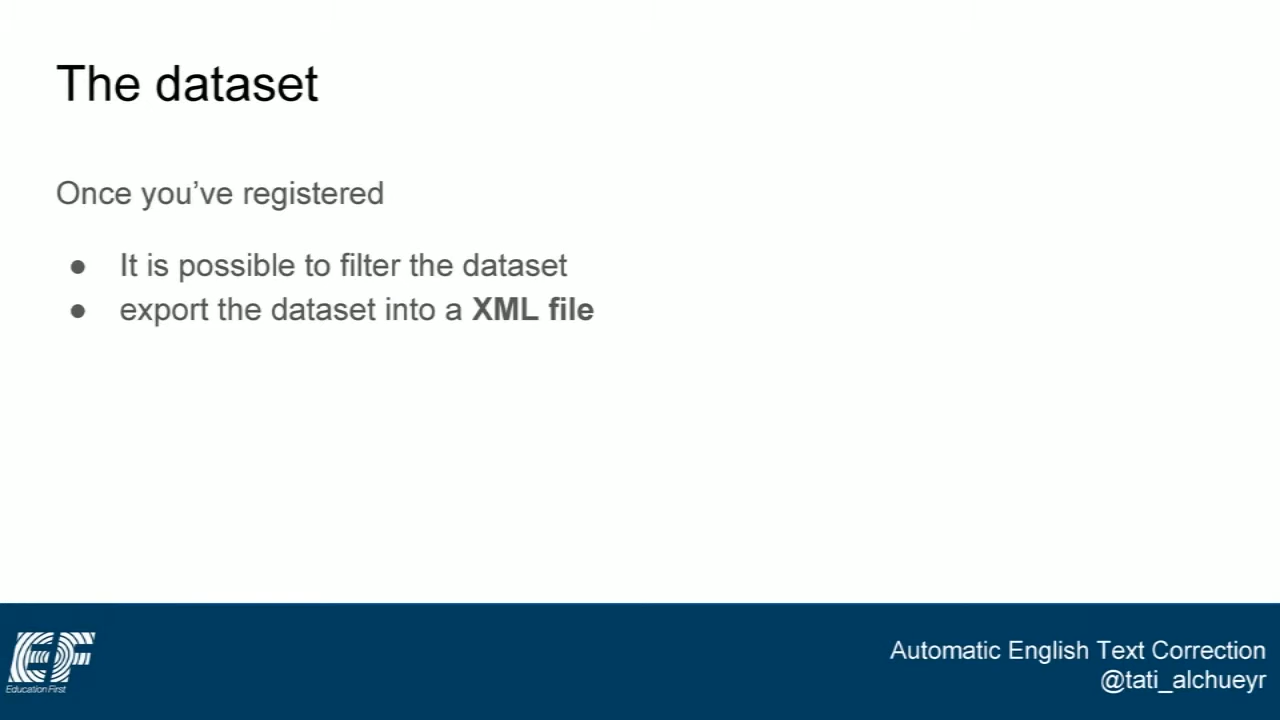 The dataset
Once you’ve registered
● It is possible to filter the dataset
● export the dataset into a XML file
EF
Education First
Automatic English Text Correction
@tati_alchueyr